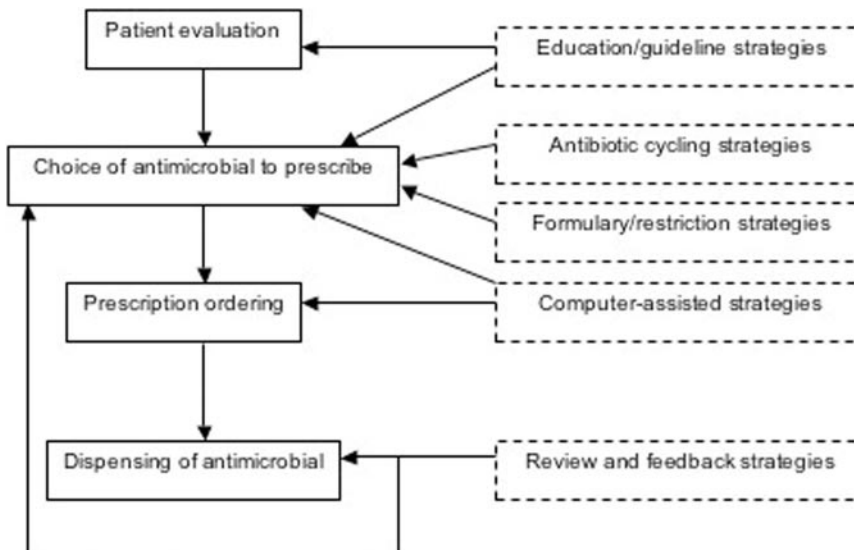 Patient evaluation
Education/guideline strategies
Choice of antimicrobial to prescribe
Antibiotic cycling strategies
Formulary/restriction strategies
Prescription ordering
Computer-assisted strategies
Dispensing of antimicrobial
Review and feedback strategies